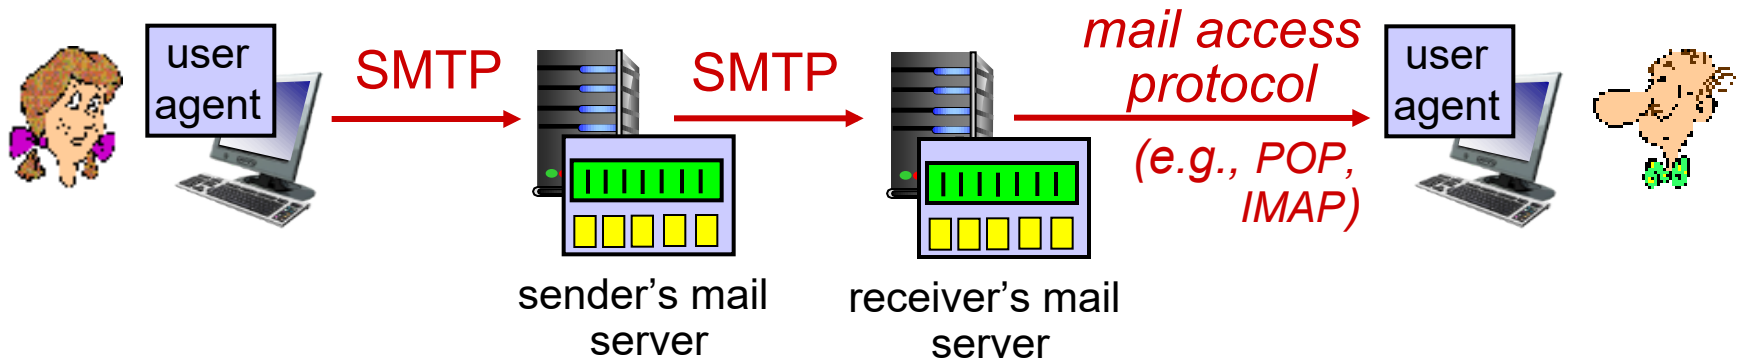 user
agent
SMTP
SMTP
mail access
protocol
(e.g., POP,
IMAP)
user
agent
sender’s mail
server
receiver’s mail
server